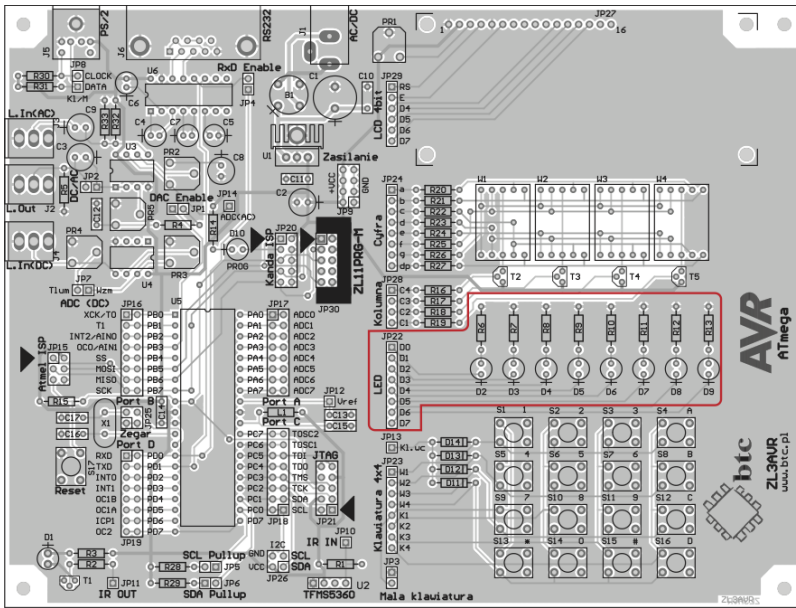 PS/2
J5
JP8
R30
R31
CLOCK
DATA
K1/M
J6
RS232
U6
C6
RxD Enable
JP4
J1
AC/DC
B1
C1
C10
PR1
JP27
1
16
JP29
LCD 4bit
RS
E
D4
D5
D6
D7
L.In(AC)
C9
C3
R33
R32
C4
C7
C5
U3
PR2
C8
U1
C11
Zasilanie
+VCC
GND
JP9
C2
L.Out
J2
R5
JP2
DC/AC
C12
PR5
DAC Enable
JP1
R4
JP14
ADC(AC)
R14
D10
PROG
JP20
Kanda ISP
ZL11PRG-M
JP30
L.In(DC)
J4
PR4
PR3
U4
JP7
Tlum
Wzm
ADC (DC)
JP24
Cyfra
a
b
c
d
e
f
g
dp
R20
R21
R22
R23
R24
R25
R26
R27
W1
W2
W3
W4
T2
T3
T4
T5
JP28
Kolumna
C4
C3
C2
C1
R16
R17
R18
R19
JP16
U5
JP17
XCK/T0
T1
INT2/AIN0
OC0/AIN1
SS
MOSI
MISO
SCK
PB0
PB1
PB2
PB3
PB4
PB5
PB6
PB7
PA0
PA1
PA2
PA3
PA4
PA5
PA6
PA7
ADC0
ADC1
ADC2
ADC3
ADC4
ADC5
ADC6
ADC7
JP15
Atmel ISP
R15
C17
C16
X1
Port B
JP25
C14
Zegar
Port A
L1
JP12
Vref
C13
C15
JP22
LED
D0
D1
D2
D3
D4
D5
D6
D7
R6
R7
R8
R9
R10
R11
R12
R13
D2
D3
D4
D5
D6
D7
D8
D9
AVR
ATmega
S17
Reset
Port D
RXD
TXD
INT0
INT1
OC1B
OC1A
ICP1
OC2
PD0
PD1
PD2
PD3
PD4
PD5
PD6
PD7
JP19
Port C
PC7
PC6
PC5
PC4
PC3
PC2
PC1
PC0
TOSC2
TOSC1
TDI
TDO
TMS
TCK
SDA
SCL
JP18
JTAG
JP21
JP13
K1.VC
JP23
Klawiatura 4x4
W1
W2
W3
W4
K1
K2
K3
K4
D14
D13
D12
D11
S1 1
S2 2
S3 3
S4 A
S5 4
S6 5
S7 6
S8 B
S9 7
S10 8
S11 9
S12 C
S13 *
S14 0
S15 #
S16 D
btc
ZL3AVR
www.btc.pl
D1
R3
R2
T1
JP11
IR OUT
SCL Pullup
R28
JP5
R29
JP6
SDA Pullup
I2C
GND
VCC
SCL
SDA
JP26
IR IN
JP10
R1
U2
TFMS5360
JP3
Mala klawiatura